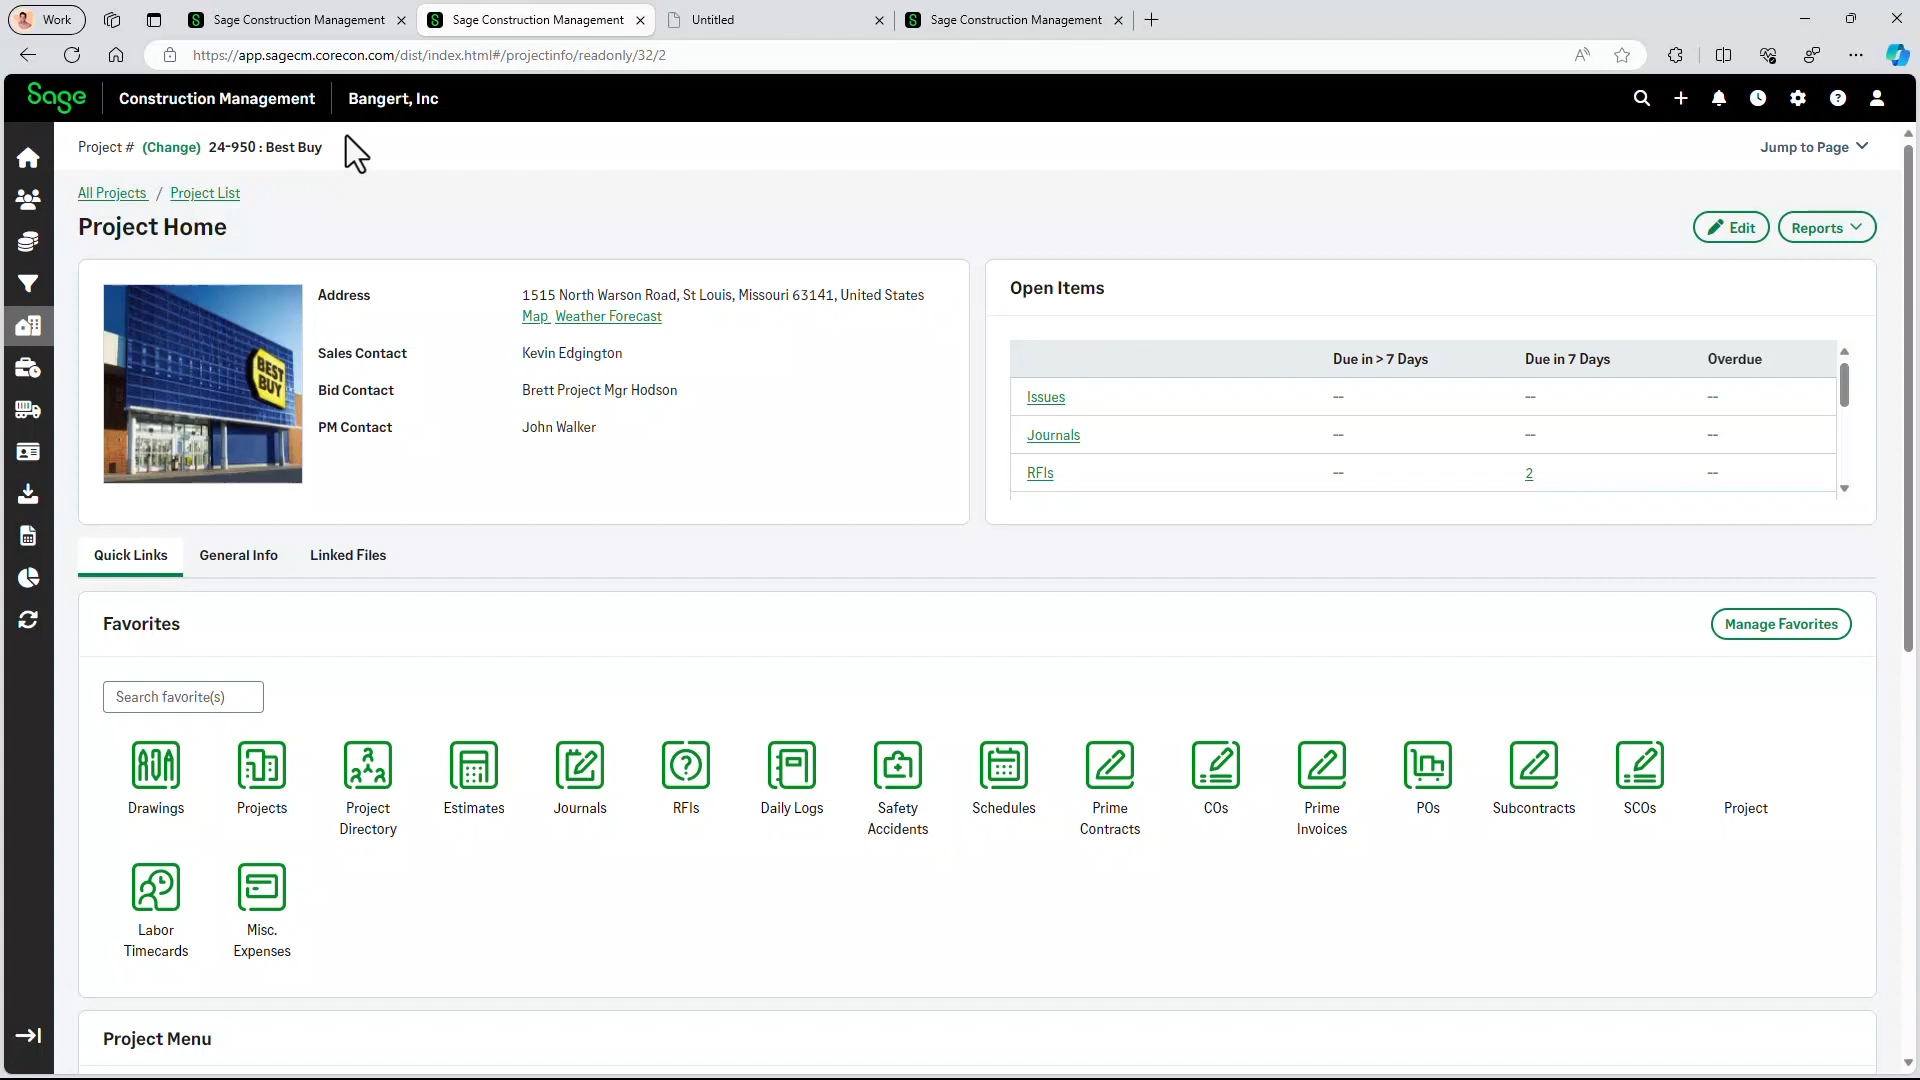 Work
Sage Construction Management
Sage Construction Management
Untitled
Sage Construction Management
https://app.sagecm.corecon.com/dist/index.html#/projectinfo/readonly/32/2
Sage
Construction Management
Bangert, Inc
Project # (Change) 24-950 : Best Buy
Jump to Page
All Projects / Project List
Project Home
Edit
Reports
BEST BUY
Address
1515 North Warson Road, St Louis, Missouri 63141, United States
Map Weather Forecast
Sales Contact
Kevin Edgington
Bid Contact
Brett Project Mgr Hodson
PM Contact
John Walker
Open Items
Due in > 7 Days Due in 7 Days Overdue
Issues -- -- --
Journals -- -- --
RFIs -- 2 --
Quick Links
General Info
Linked Files
Favorites
Manage Favorites
Search favorite(s)
Drawings
Projects
Project Directory
Estimates
Journals
RFIs
Daily Logs
Safety Accidents
Schedules
Prime Contracts
COs
Prime Invoices
POs
Subcontracts
SCOs
Project
Labor Timecards
Misc. Expenses
Project Menu